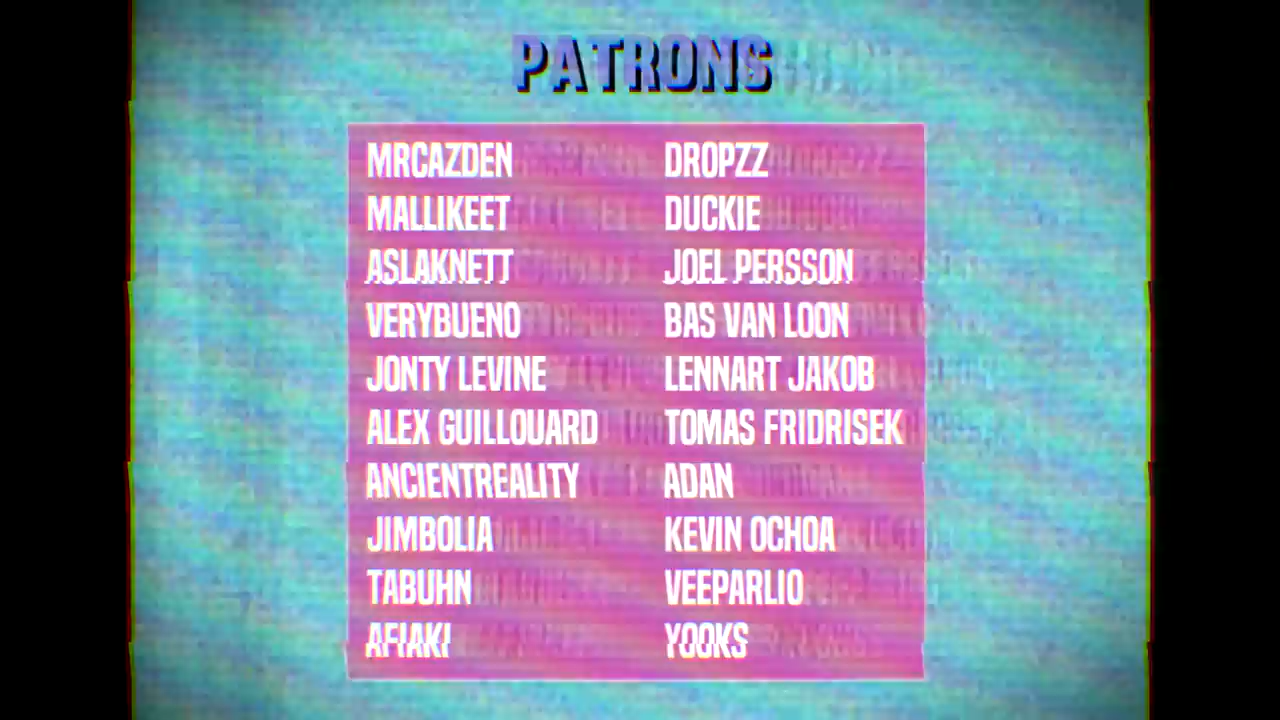 PATRONS
MRCAZDEN
MALLIKEET
ASLAKNETT
VERYBUENO
JONTY LEVINE
ALEX GUILLOUARD
ANCIENTREALITY
JIMBOLIA
TABUHN
AFIAKI
DROPZZ
DUCKIE
JOEL PERSSON
BAS VAN LOON
LENNART JAKOB
TOMAS FRIDRISEK
ADAN
KEVIN OCHOA
VEEPARLIO
YOOKS